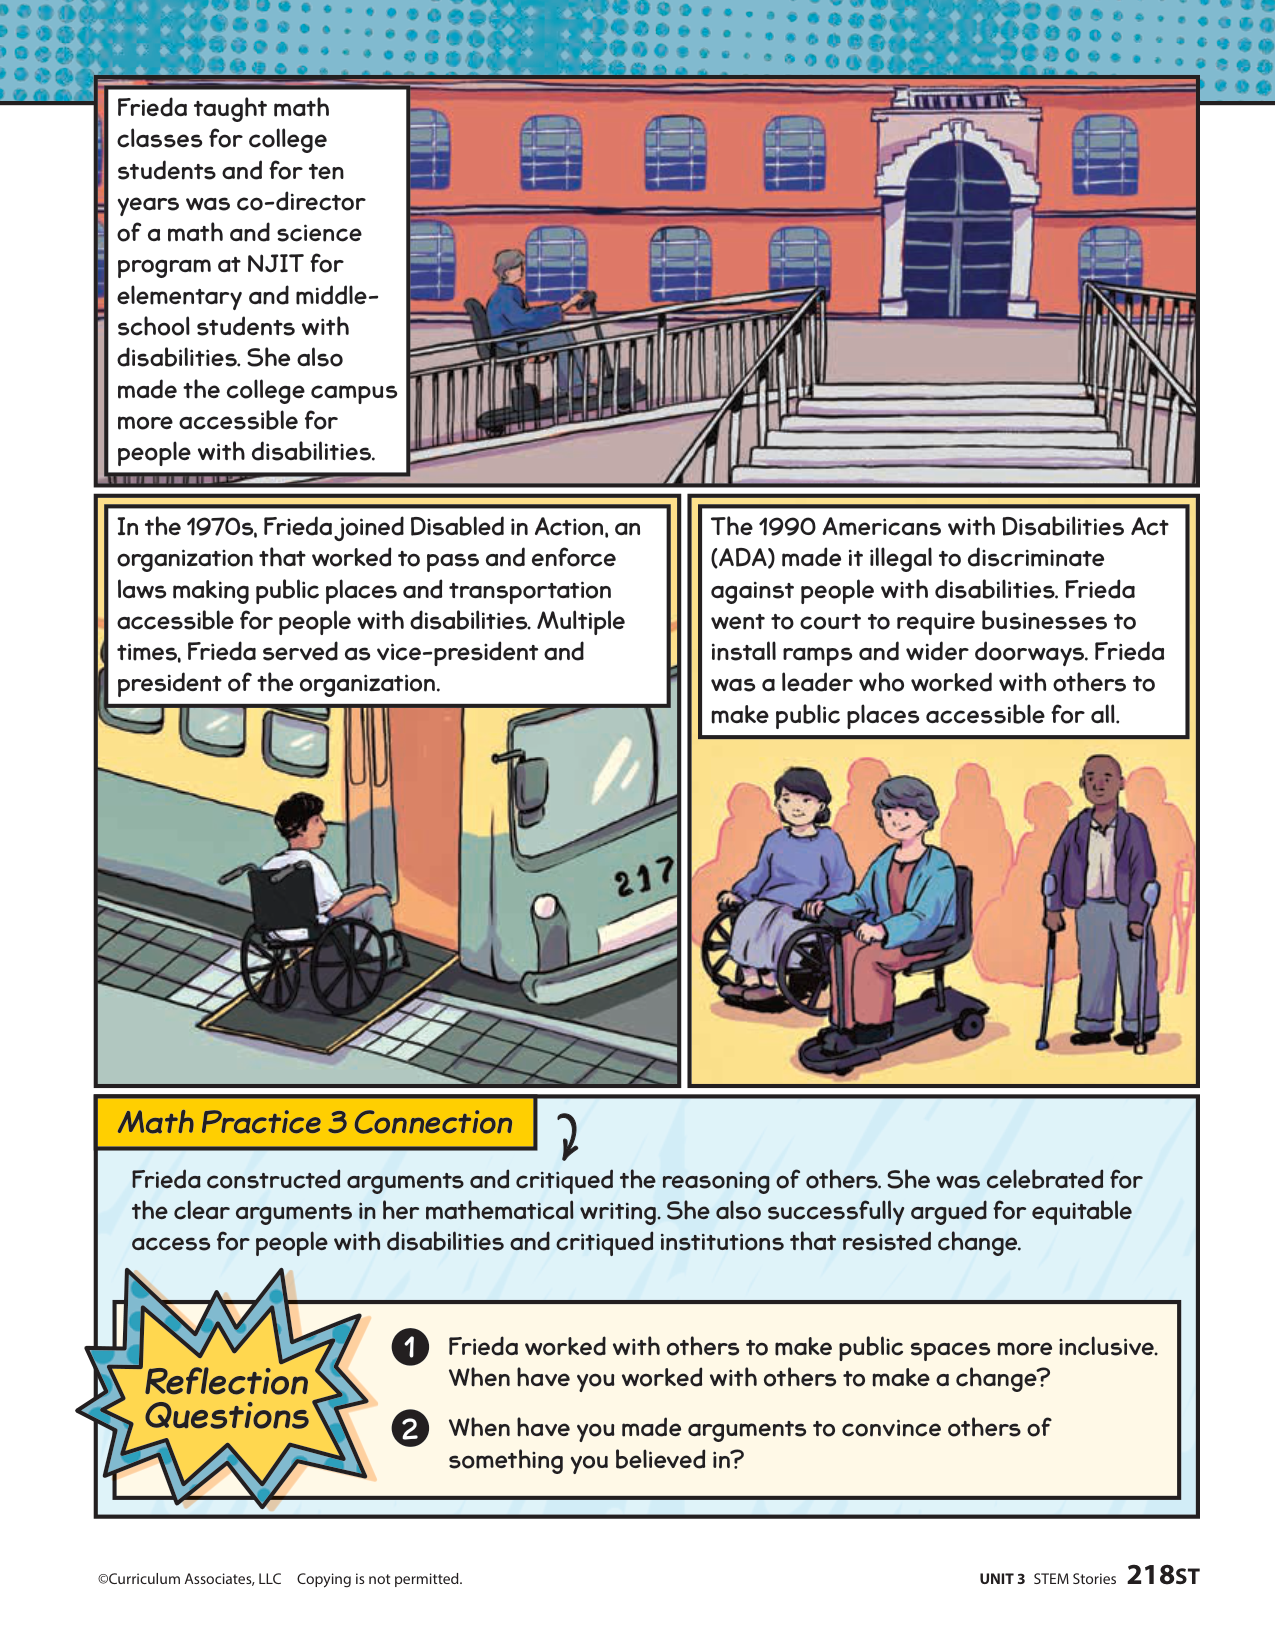 Frieda taught math
classes for college
students and for ten
years was co-director
of a math and science
program at NJIT for
elementary and middle-
school students with
disabilities. She also
made the college campus
more accessible for
people with disabilities.
In the 1970s, Frieda joined Disabled in Action, an
organization that worked to pass and enforce
laws making public places and transportation
accessible for people with disabilities. Multiple
times, Frieda served as vice-president and
president of the organization.
217
The 1990 Americans with Disabilities Act
(ADA) made it illegal to discriminate
against people with disabilities. Frieda
went to court to require businesses to
install ramps and wider doorways. Frieda
was a leader who worked with others to
make public places accessible for all.
Math Practice 3 Connection
Frieda constructed arguments and critiqued the reasoning of others. She was celebrated for
the clear arguments in her mathematical writing. She also successfully argued for equitable
access for people with disabilities and critiqued institutions that resisted change.
Reflection
Questions
1 Frieda worked with others to make public spaces more inclusive.
When have you worked with others to make a change?
2 When have you made arguments to convince others of
something you believed in?
©Curriculum Associates, LLC Copying is not permitted.
UNIT 3 STEM Stories 218ST